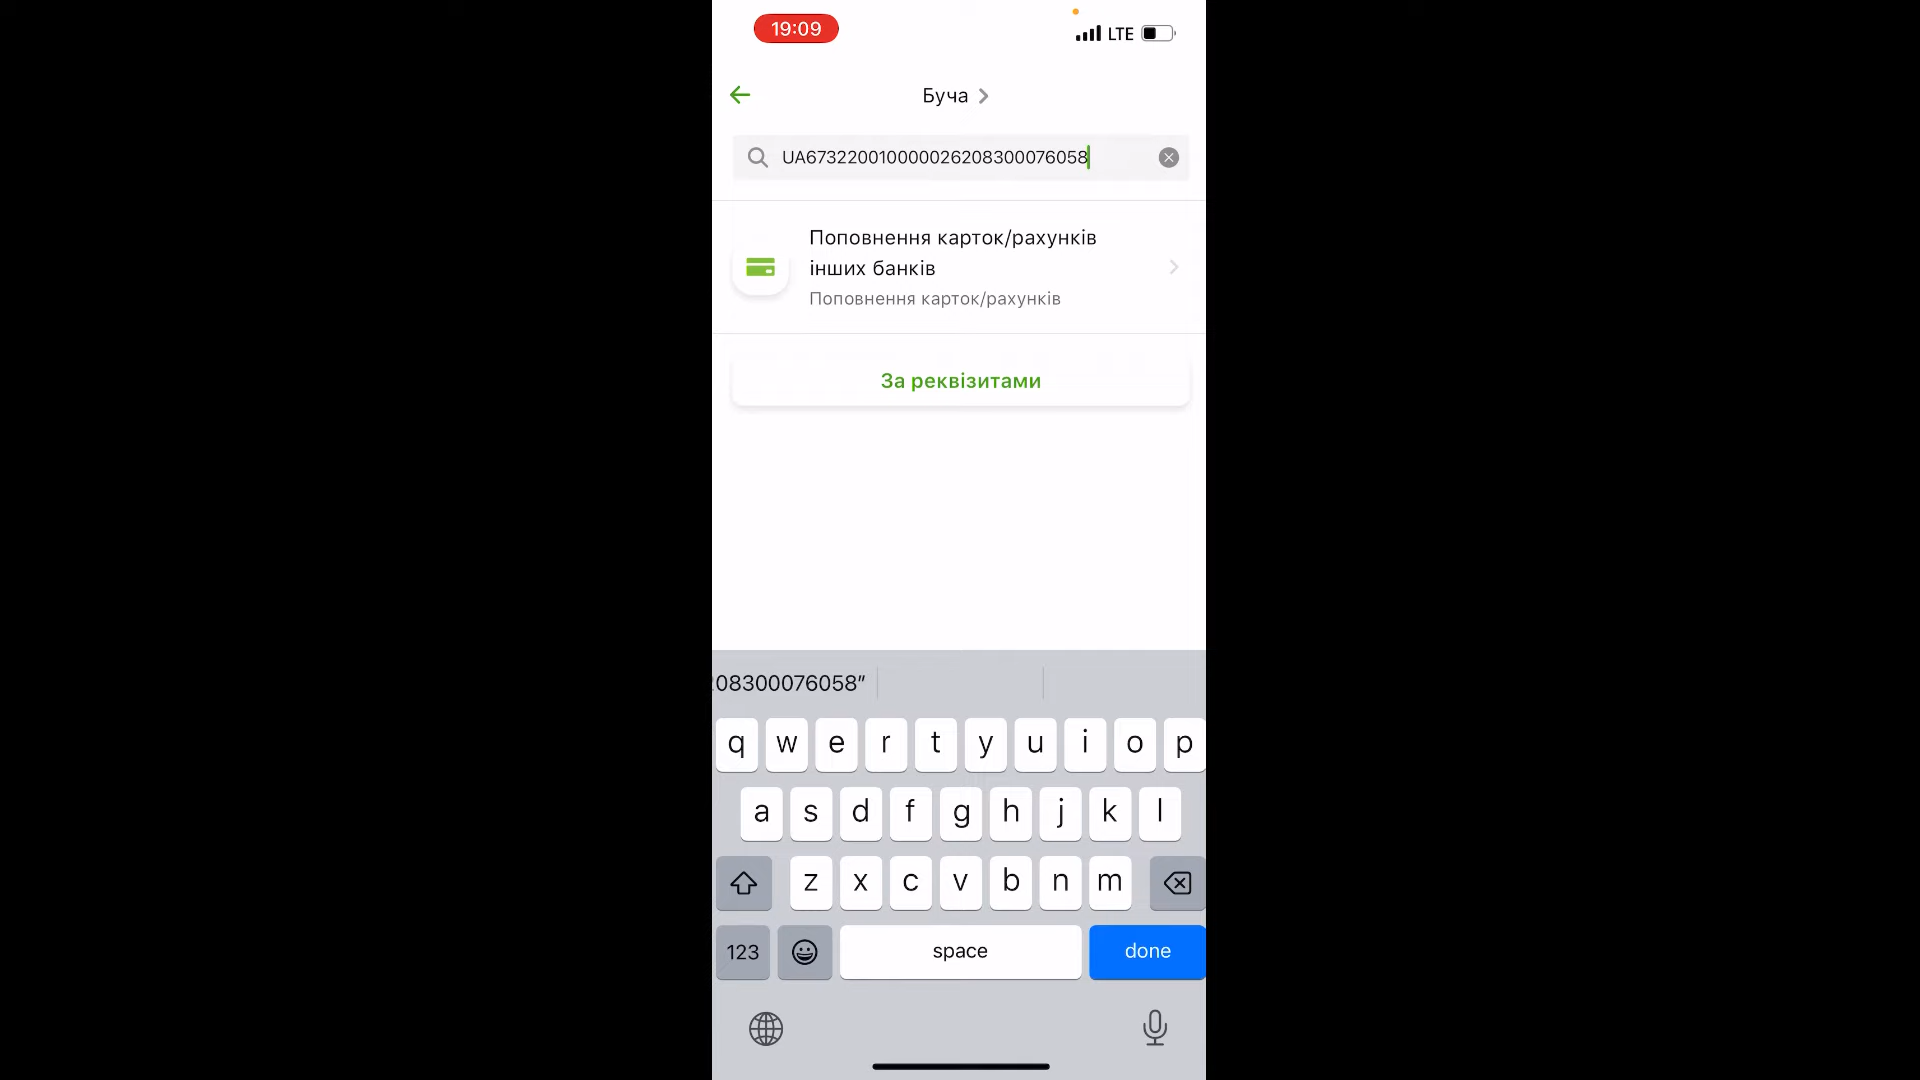 19:09
LTE
Буча
UA673220010000026208300076058
Поповнення карток/рахунків
інших банків
Поповнення карток/рахунків
За реквізитами
08300076058”
q w e r t y u i o p
a s d f g h j k l
z x c v b n m
123 space done